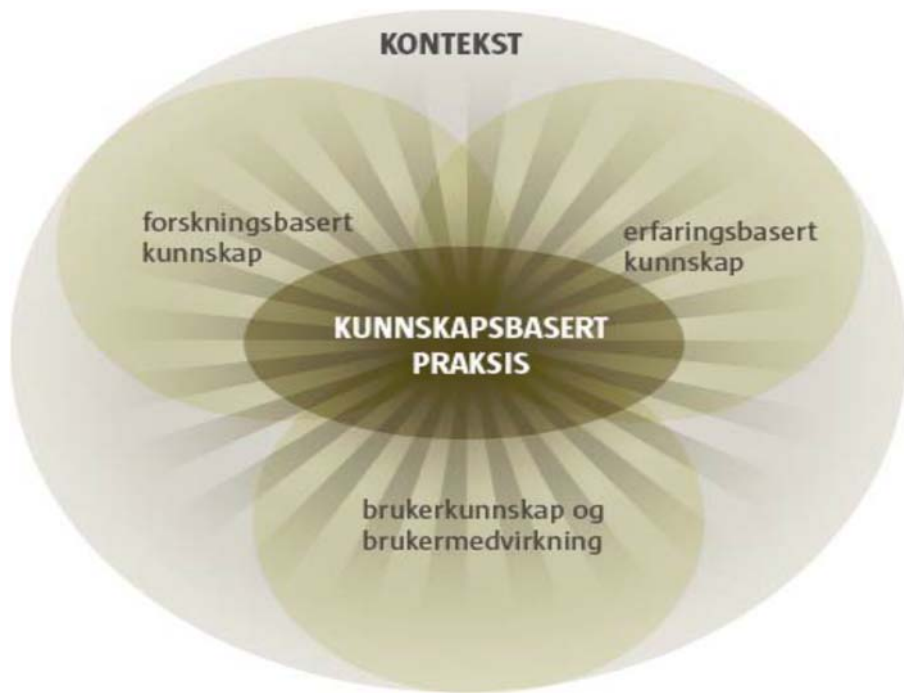 KONTEKST
forskningsbasert
kunnskap
erfaringsbasert
kunnskap
KUNNSKAPSBASERT
PRAKSIS
brukerkunnskap og
brukermedvirkning